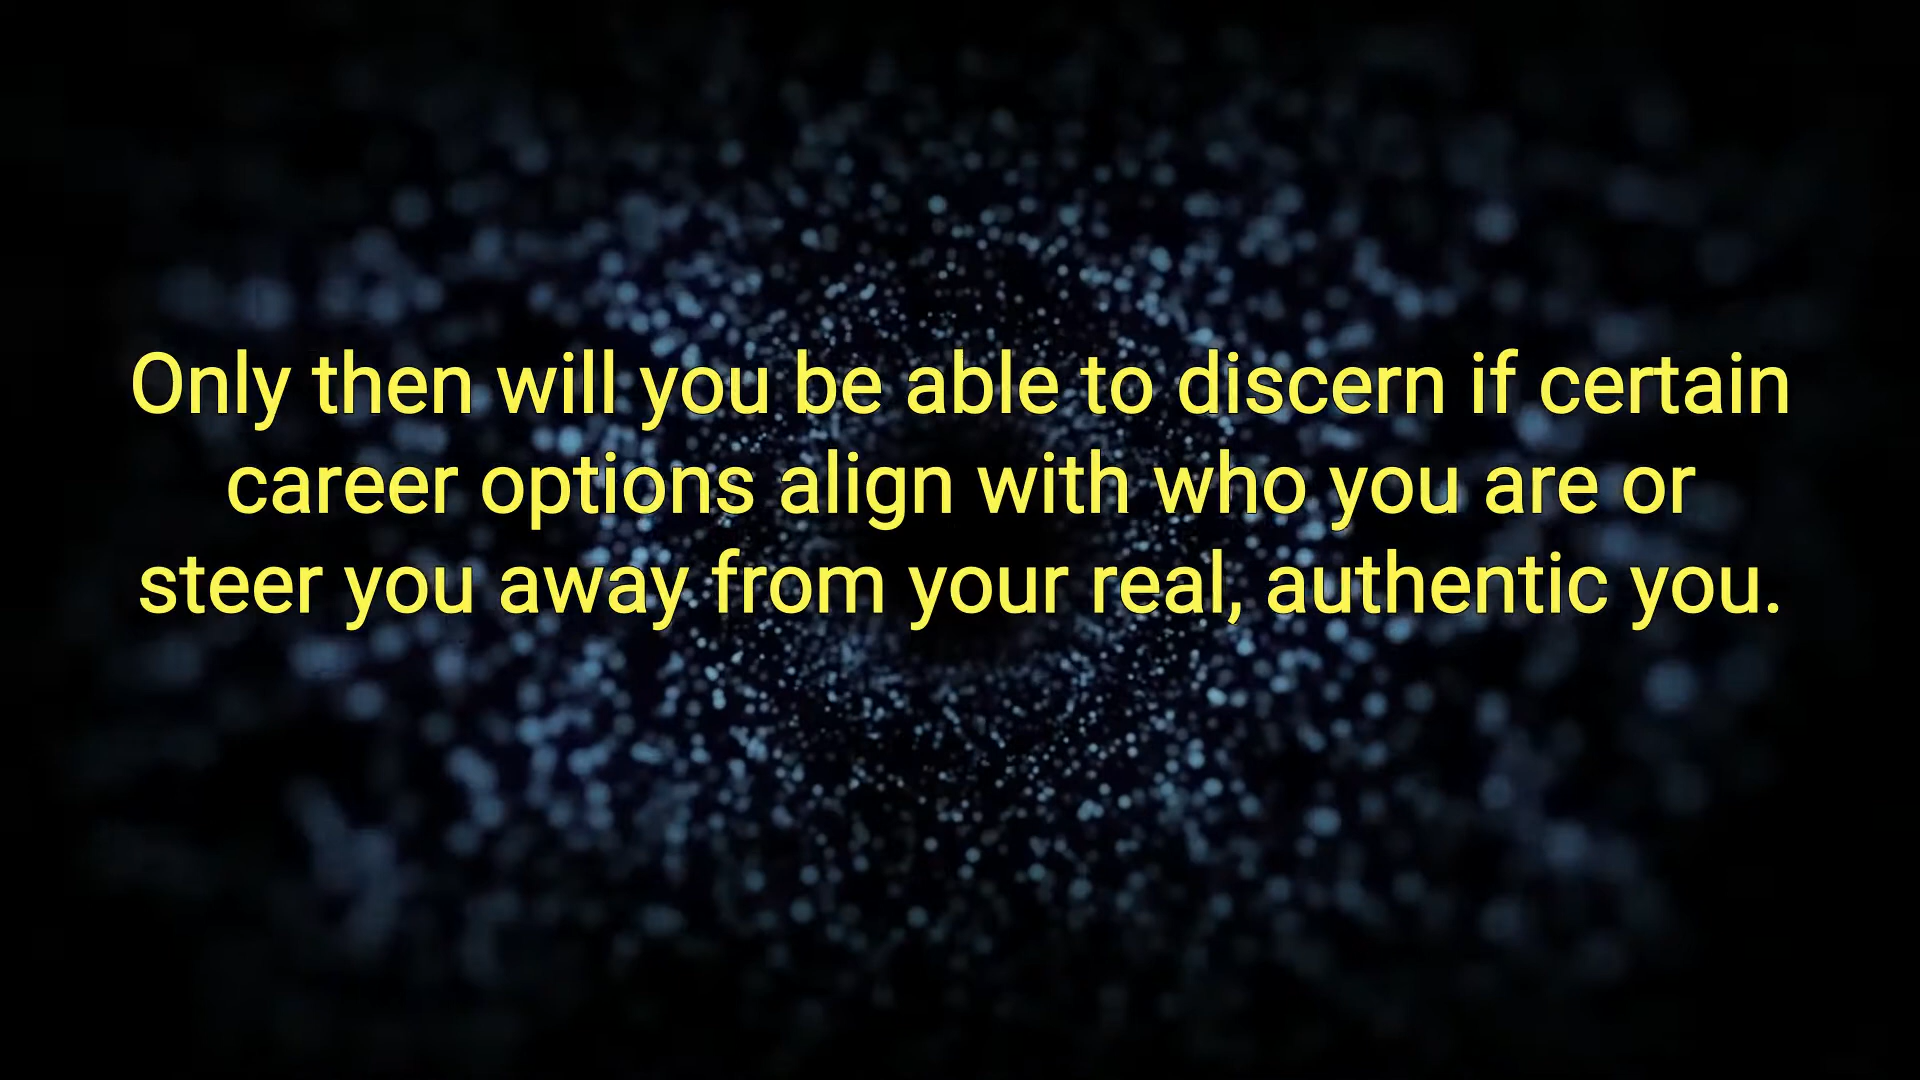 Only then will you be able to discern if certain
career options align with who you are or
steer you away from your real, authentic you.